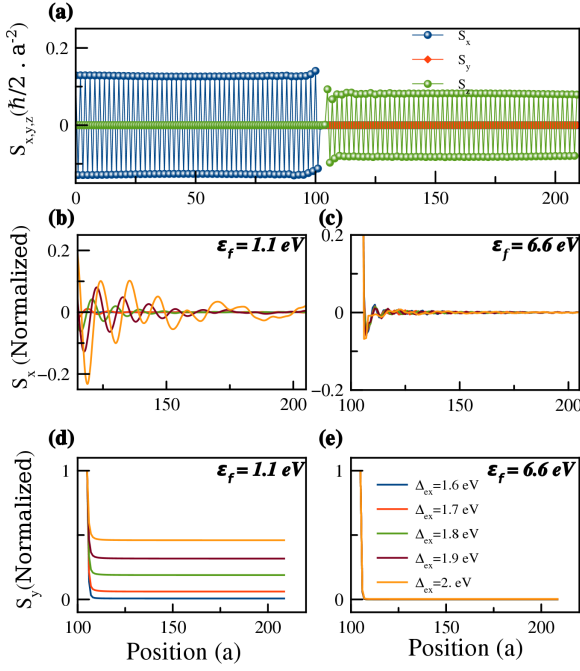 (a)
S_x,y,z(ℏ/2 . a⁻²)
0.2
0
S_x
S_y
S_z
0 50 100 150 200
(b) (c)
S_x (Normalized)
0.2
0
−0.2
ε_f = 1.1 eV
150 200
0.2
0
-0.2
ε_f = 6.6 eV
100 125 150 175 200
(d) (e)
S_y(Normalized)
1
0
ε_f = 1.1 eV
100 150 200
Position (a)
1
0
ε_f = 6.6 eV
Δ_ex=1.6 eV
Δ_ex=1.7 eV
Δ_ex=1.8 eV
Δ_ex=1.9 eV
Δ_ex=2. eV
100 150 200
Position (a)